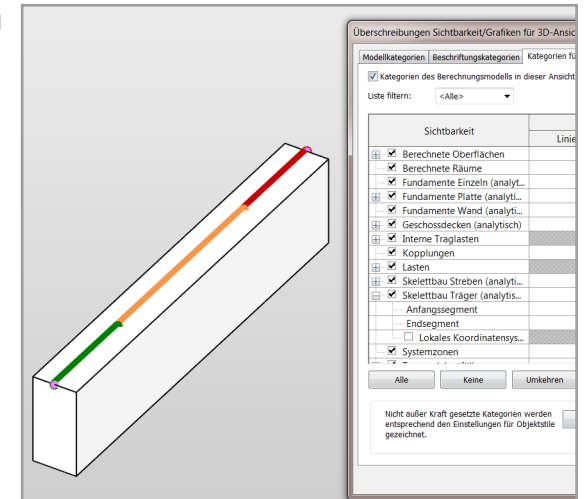 Überschreibungen Sichtbarkeit/Grafiken für 3D-Ansic
Modellkategorien Beschriftungskategorien Kategorien fü
Kategorien des Berechnungsmodells in dieser Ansicht
Liste filtern: <Alle>
Sichtbarkeit
Linie
Berechnete Oberflächen
Berechnete Räume
Fundamente Einzeln (analyt...
Fundamente Platte (analyti...
Fundamente Wand (analyti...
Geschossdecken (analytisch)
Interne Traglasten
Kopplungen
Lasten
Skelettbau Streben (analyti...
Skelettbau Träger (analytis...
Anfangssegment
Endsegment
Lokales Koordinatensys...
Systemzonen
Alle Keine Umkehren
Nicht außer Kraft gesetzte Kategorien werden
entsprechend den Einstellungen für Objektstile
gezeichnet.